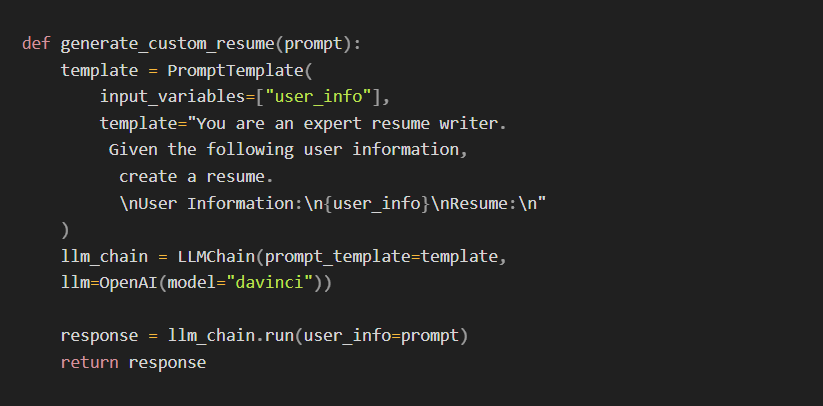 def generate_custom_resume(prompt):
    template = PromptTemplate(
        input_variables=["user_info"],
        template="You are an expert resume writer.
         Given the following user information,
          create a resume.
          \nUser Information:\n{user_info}\nResume:\n"
    )
    llm_chain = LLMChain(prompt_template=template,
    llm=OpenAI(model="davinci"))

    response = llm_chain.run(user_info=prompt)
    return response